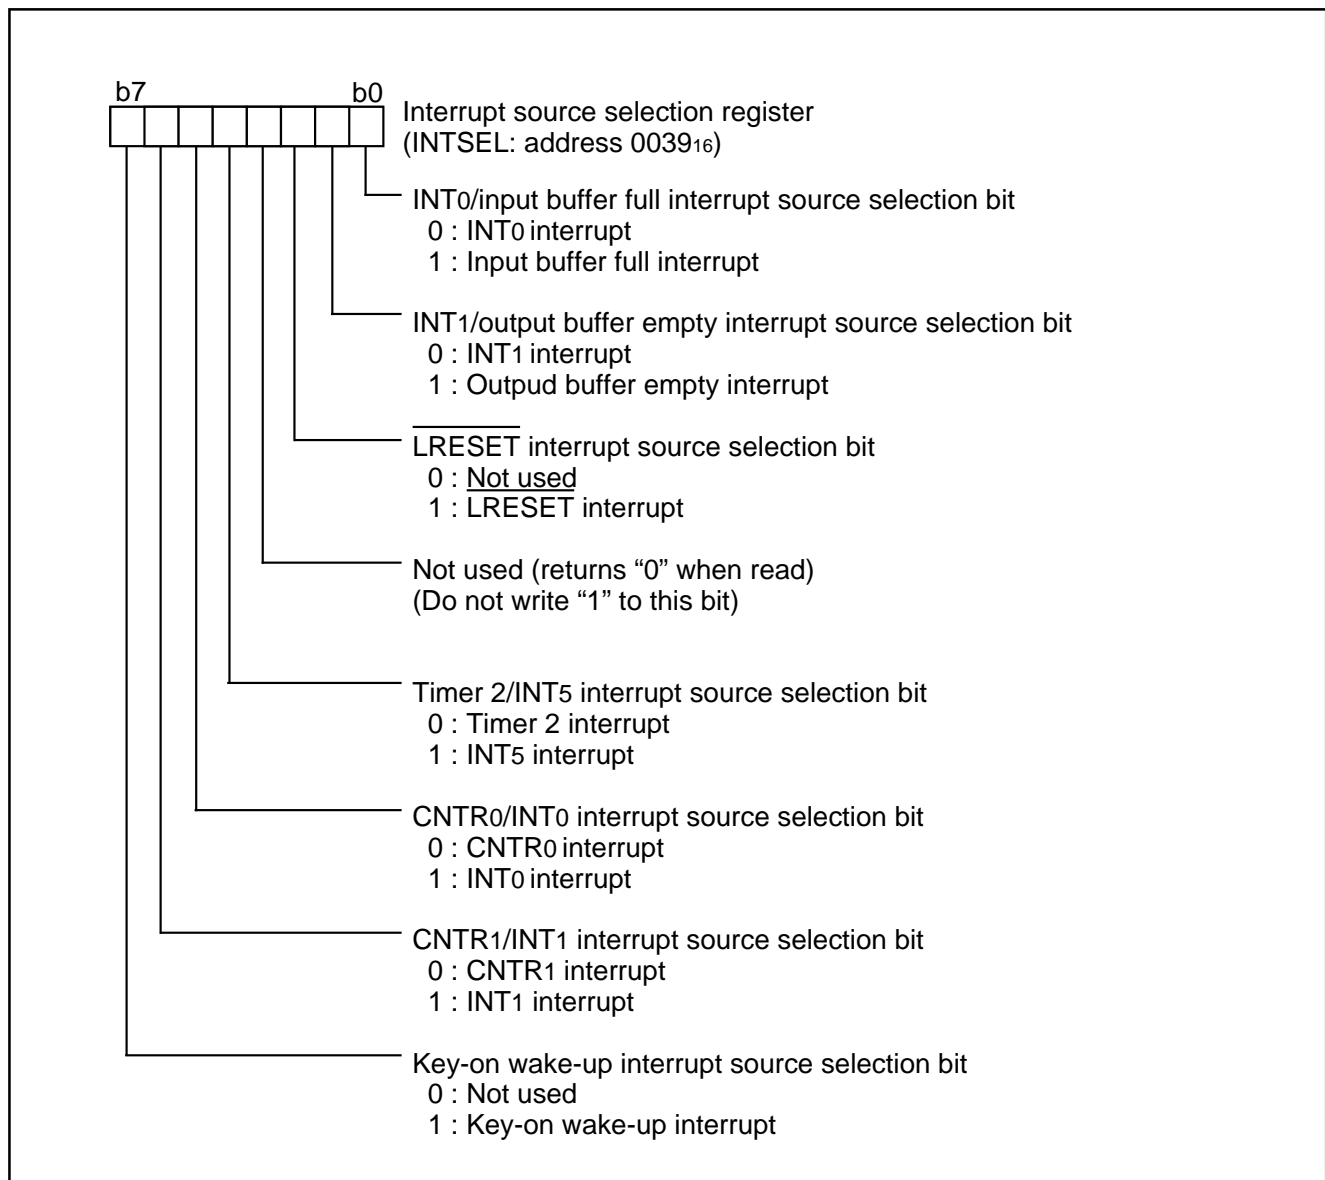 b7 b0
Interrupt source selection register
(INTSEL: address 003916)
INT0/input buffer full interrupt source selection bit
0 : INT0 interrupt
1 : Input buffer full interrupt
INT1/output buffer empty interrupt source selection bit
0 : INT1 interrupt
1 : Outpud buffer empty interrupt
LRESET interrupt source selection bit
0 : Not used
1 : LRESET interrupt
Not used (returns “0” when read)
(Do not write “1” to this bit)
Timer 2/INT5 interrupt source selection bit
0 : Timer 2 interrupt
1 : INT5 interrupt
CNTR0/INT0 interrupt source selection bit
0 : CNTR0 interrupt
1 : INT0 interrupt
CNTR1/INT1 interrupt source selection bit
0 : CNTR1 interrupt
1 : INT1 interrupt
Key-on wake-up interrupt source selection bit
0 : Not used
1 : Key-on wake-up interrupt